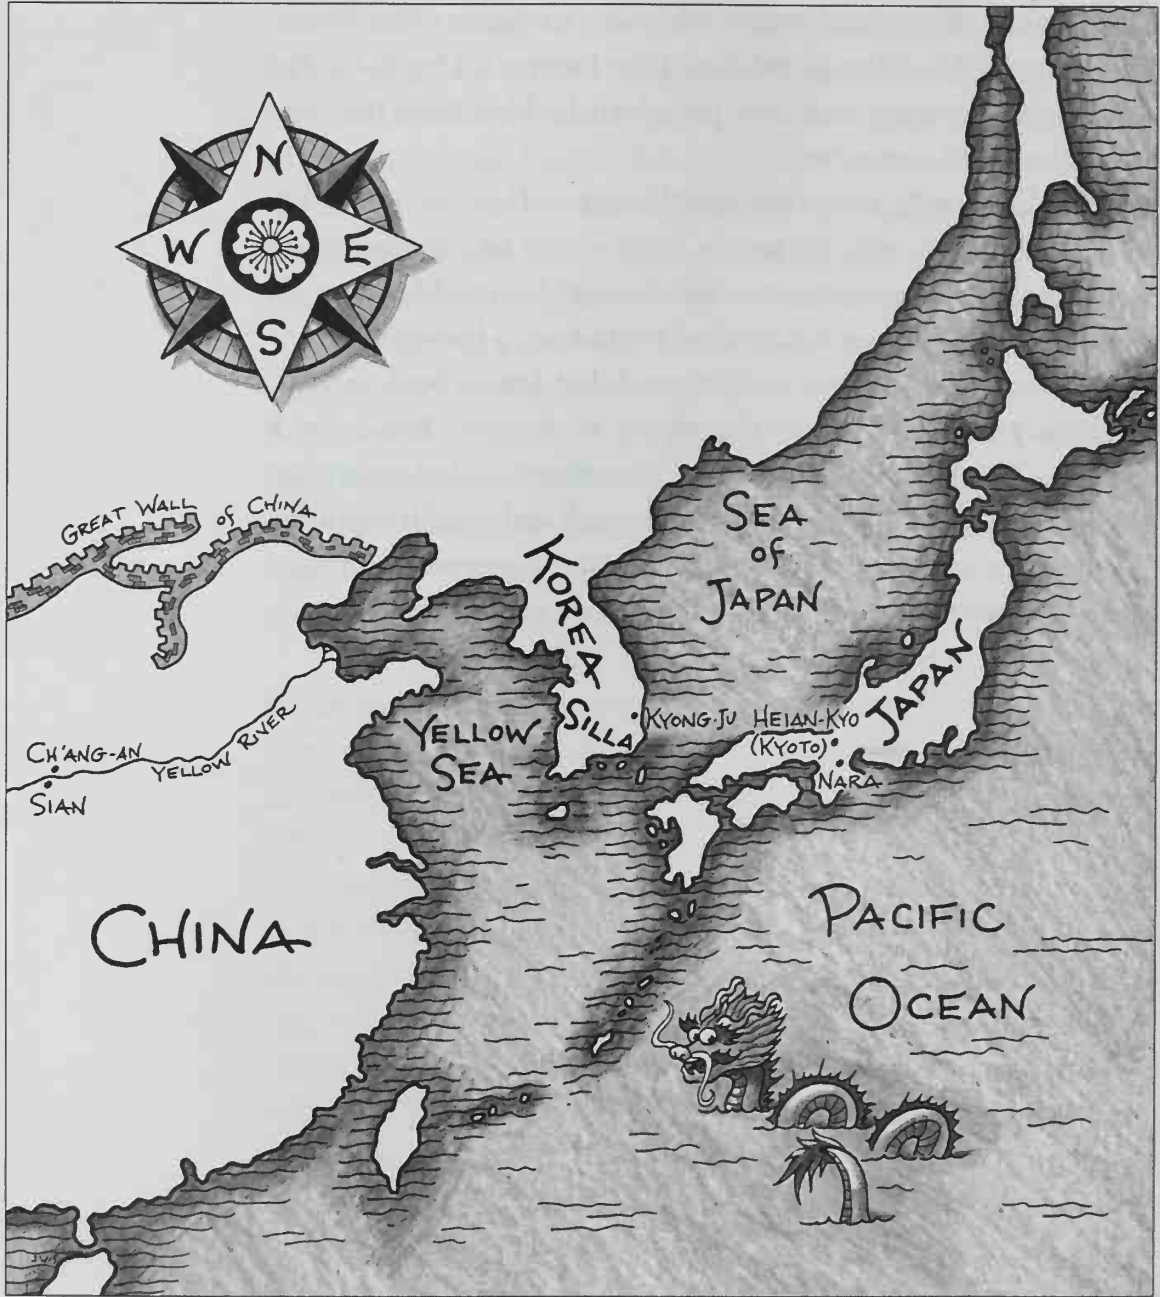 N
W E
S
GREAT WALL of CHINA
SEA
of
JAPAN
KOREA
SILLA
JAPAN
KYONG-JU
HEIAN-KYO
(KYOTO)
NARA
YELLOW
SEA
CH'ANG-AN
YELLOW RIVER
SIAN
CHINA
PACIFIC
OCEAN